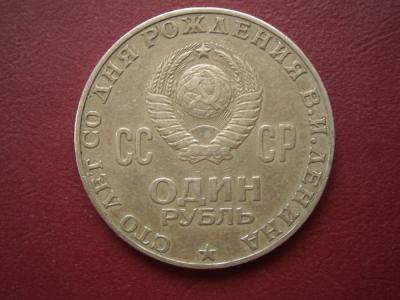 СТО ЛЕТ СО ДНЯ РОЖДЕНИЯ В.И.ЛЕНИНА
СС СР
ОДИН
РУБЛЬ